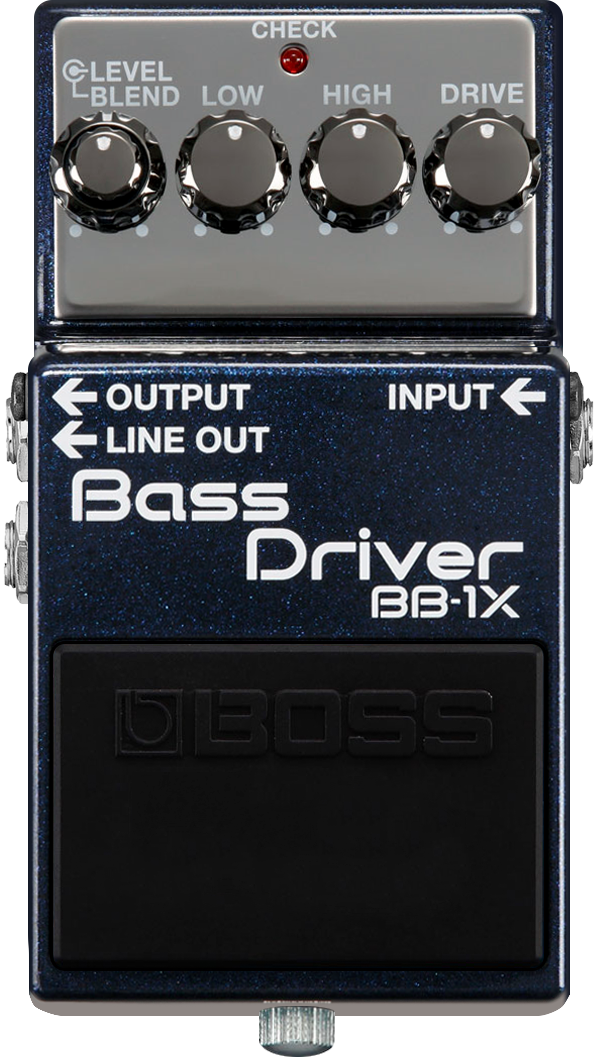 CHECK
LEVEL
BLEND
LOW
HIGH
DRIVE
OUTPUT
INPUT
LINE OUT
Bass
Driver
BB-1X
BOSS